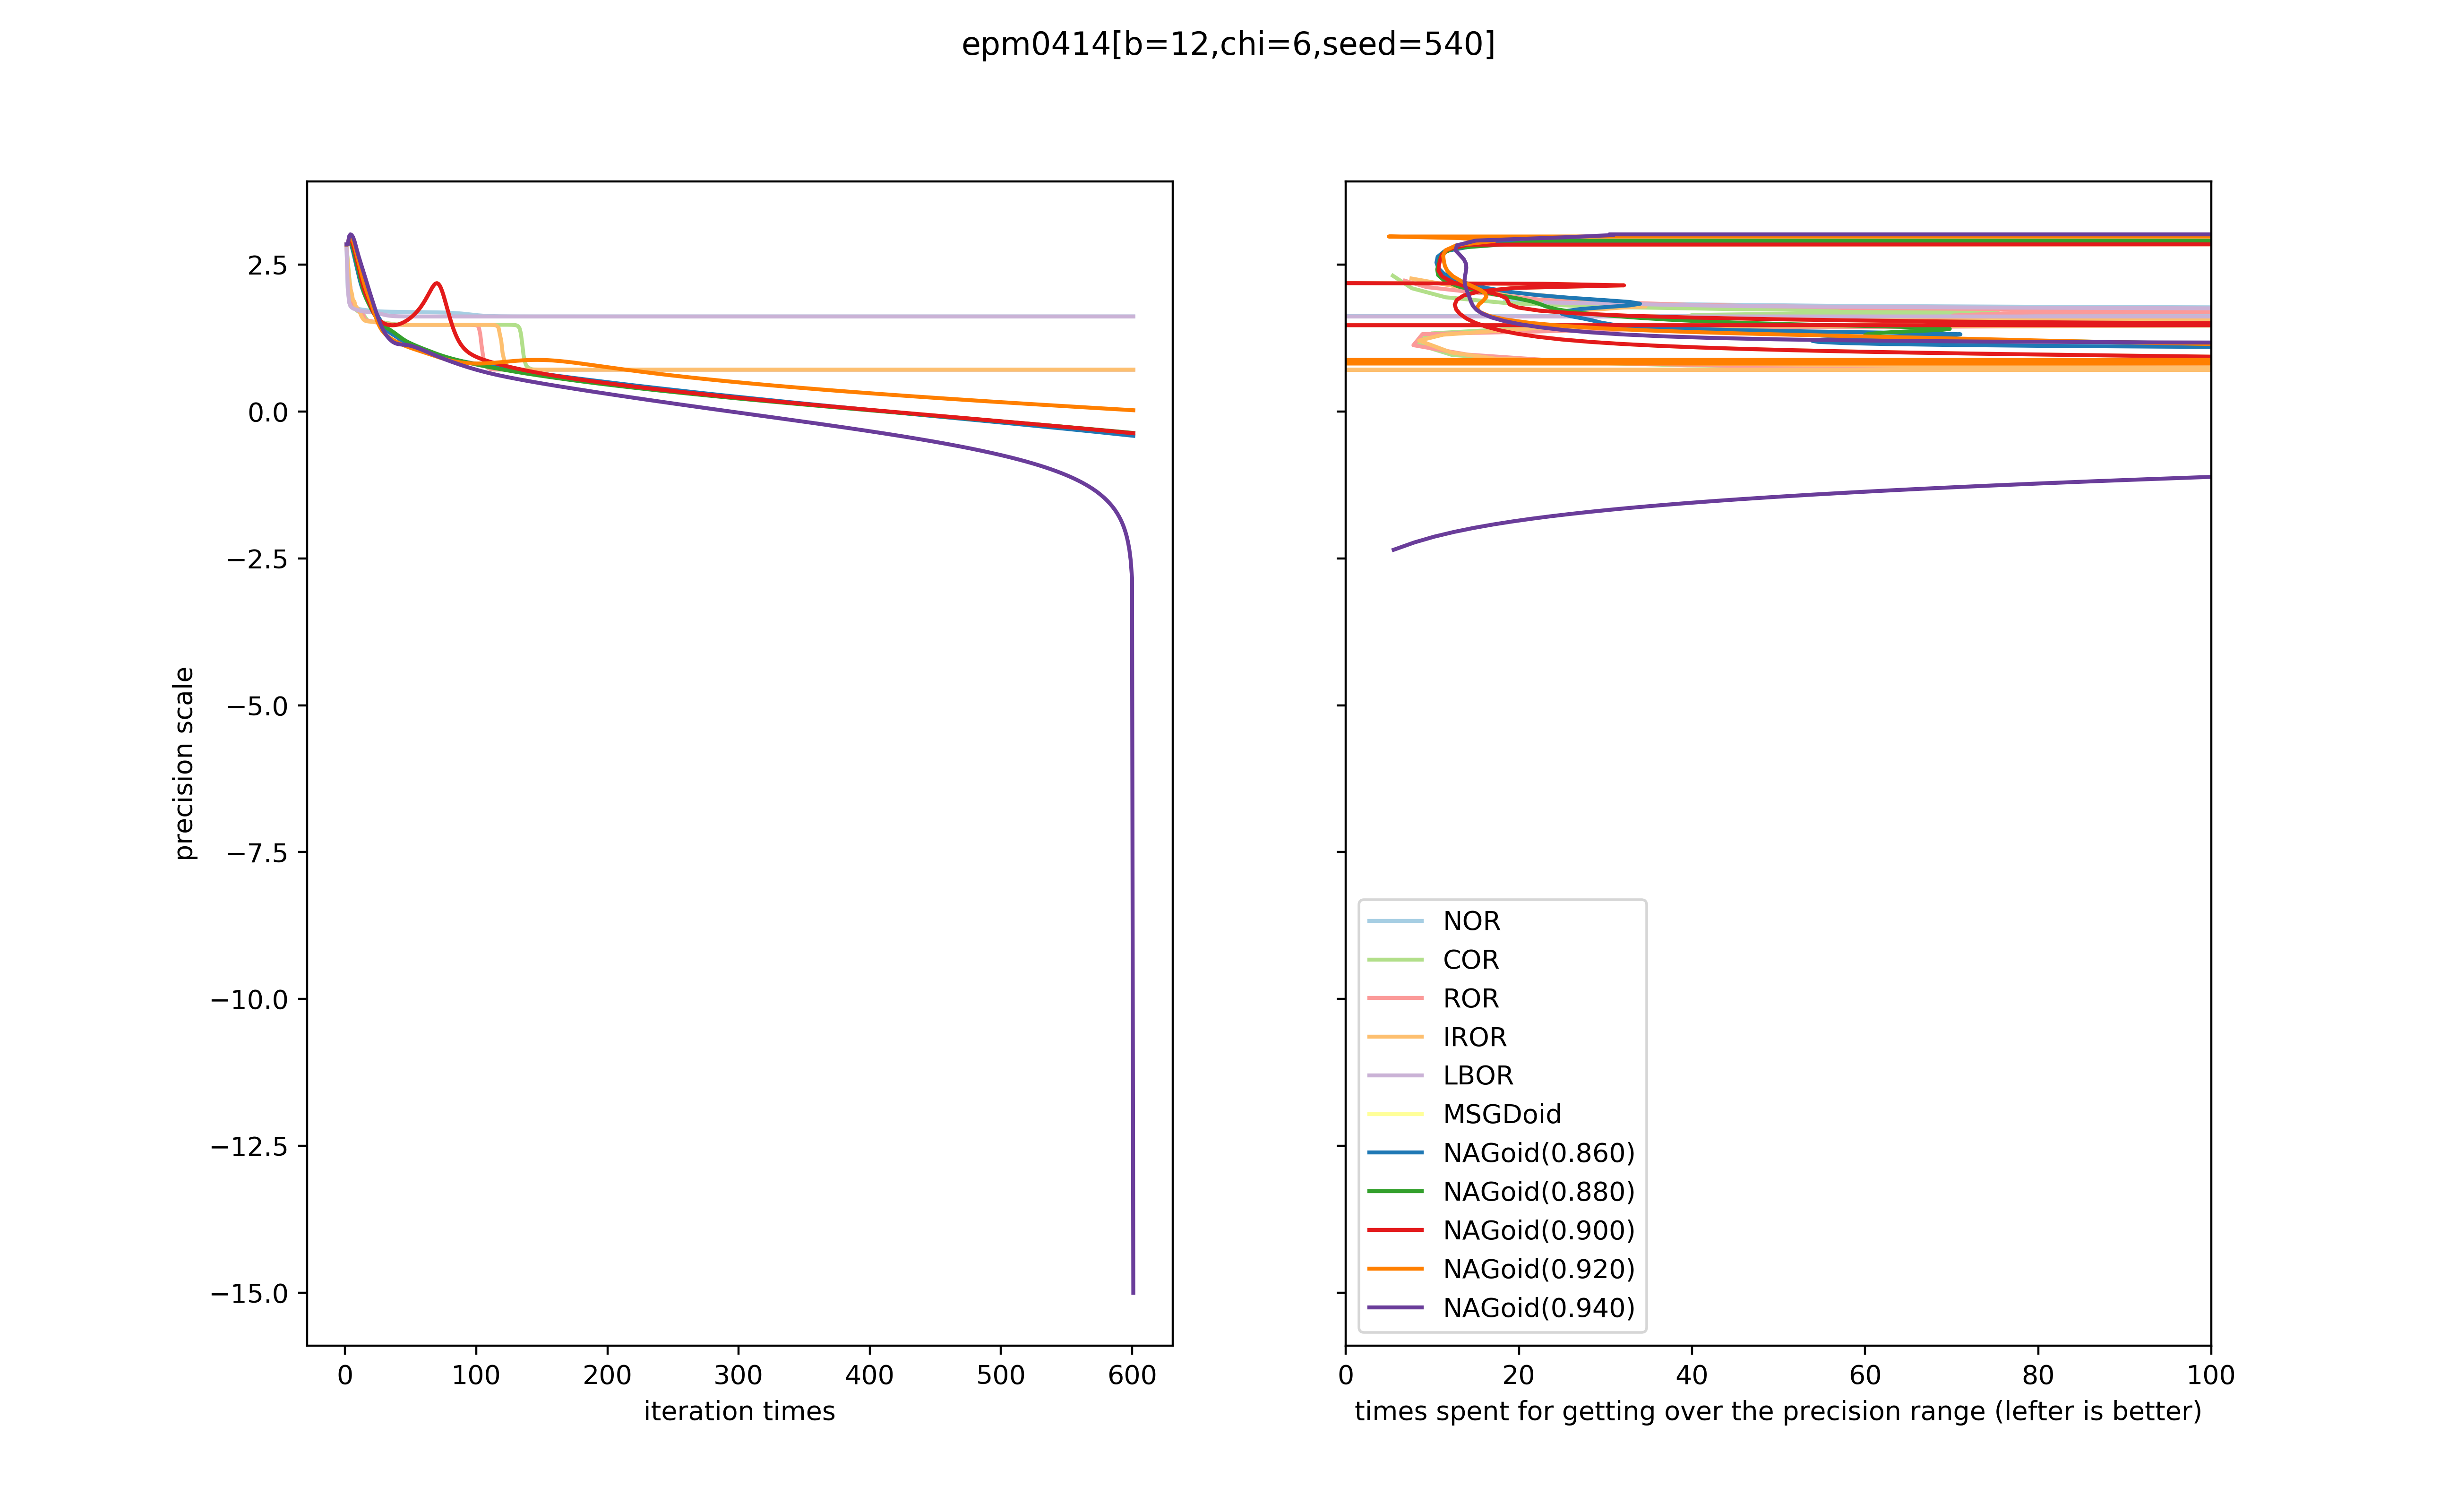 epm0414[b=12,chi=6,seed=540]
precision scale
2.5
0.0
−2.5
−5.0
−7.5
−10.0
−12.5
−15.0
0 100 200 300 400 500 600
iteration times
NOR
COR
ROR
IROR
LBOR
MSGDoid
NAGoid(0.860)
NAGoid(0.880)
NAGoid(0.900)
NAGoid(0.920)
NAGoid(0.940)
0 20 40 60 80 100
times spent for getting over the precision range (lefter is better)